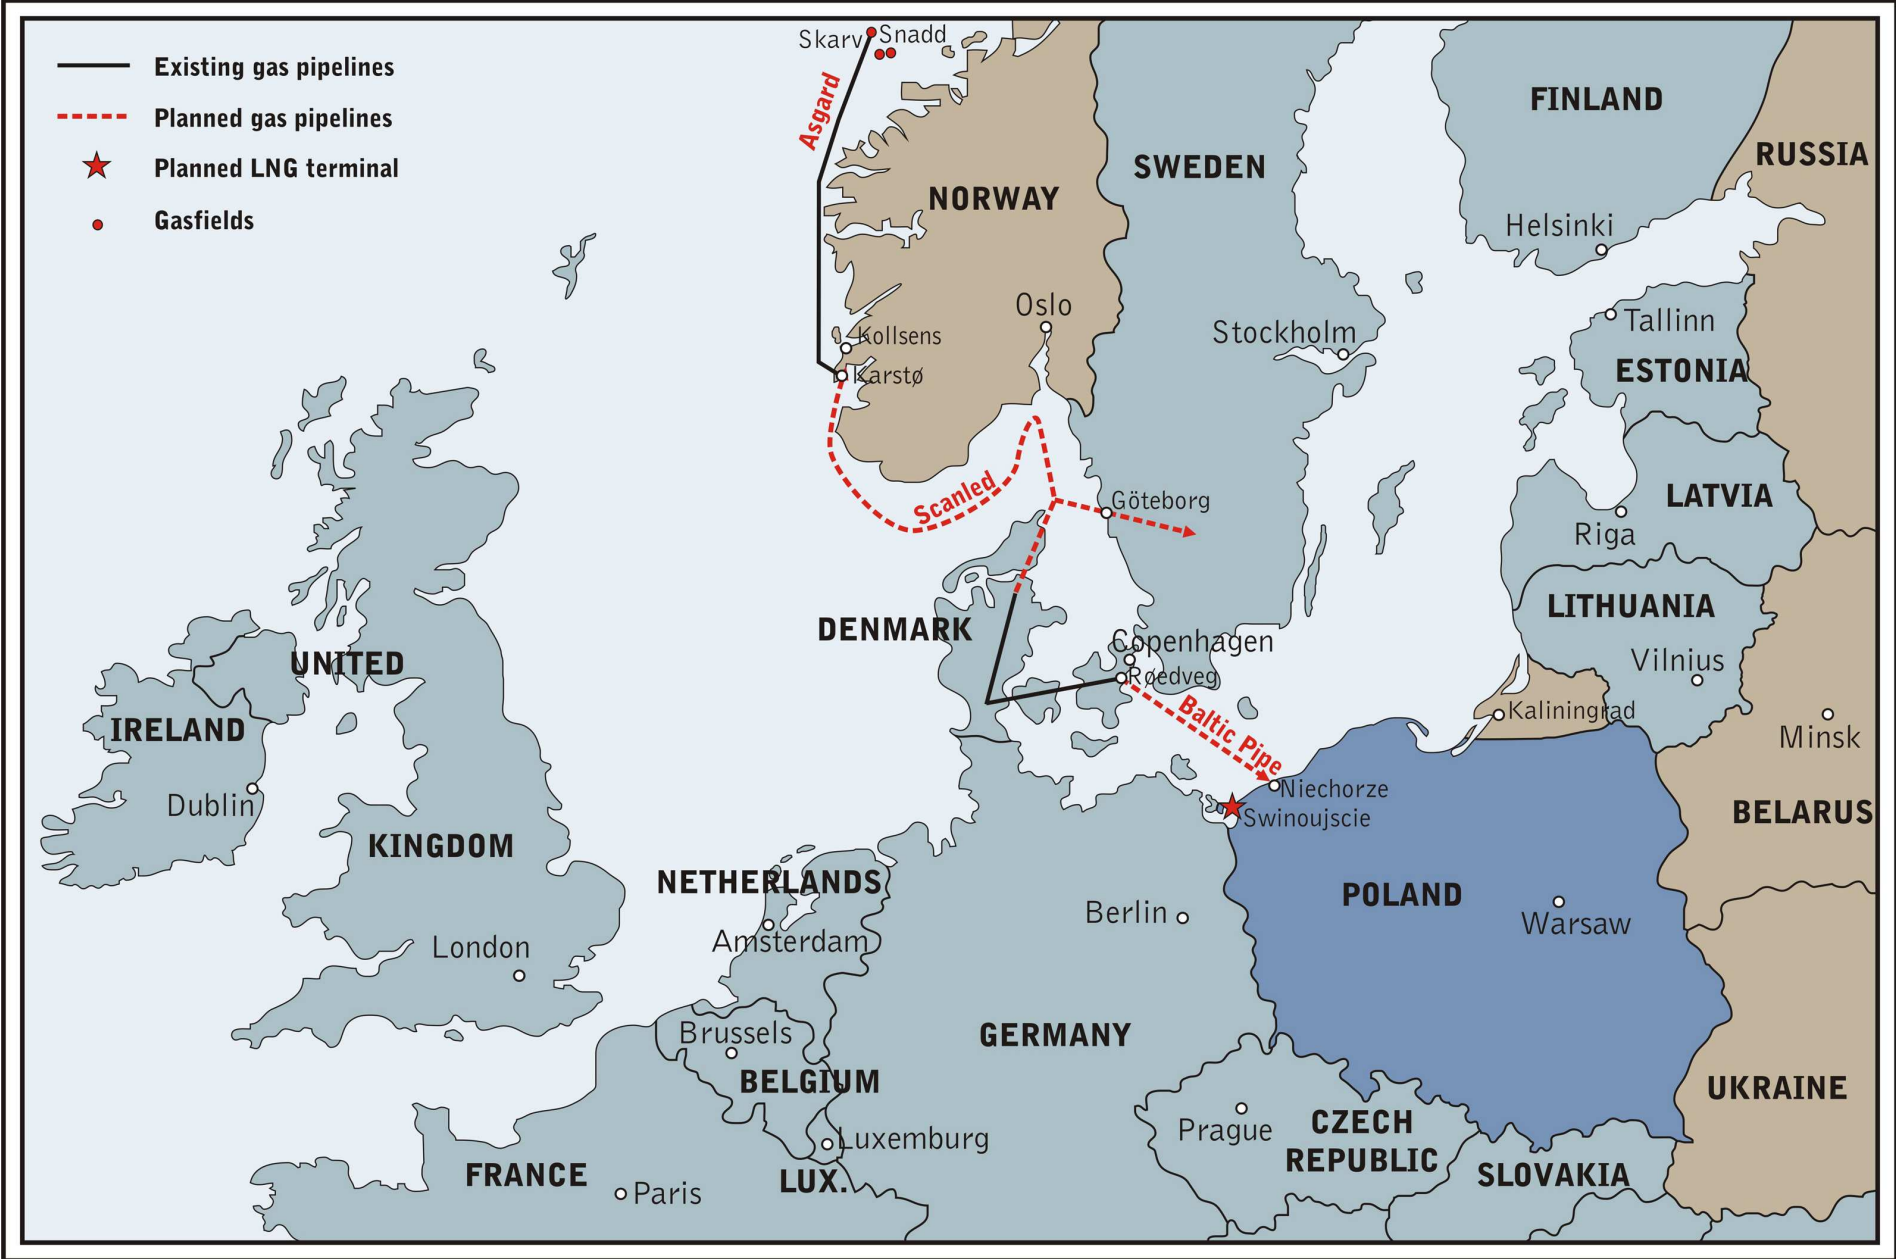 Existing gas pipelines
Planned gas pipelines
Planned LNG terminal
Gasfields
Skarv
Snadd
Asgard
NORWAY
SWEDEN
FINLAND
RUSSIA
Helsinki
Oslo
Stockholm
Tallinn
ESTONIA
Kollsens
Karstø
Scanled
Göteborg
LATVIA
Riga
LITHUANIA
Vilnius
DENMARK
Copenhagen
Røedveg
Baltic Pipe
Kaliningrad
Minsk
UNITED
KINGDOM
IRELAND
Dublin
London
Niechorze
Swinoujscie
BELARUS
NETHERLANDS
Amsterdam
Berlin
POLAND
Warsaw
Brussels
BELGIUM
GERMANY
Luxemburg
LUX.
FRANCE
Paris
Prague
CZECH
REPUBLIC
SLOVAKIA
UKRAINE